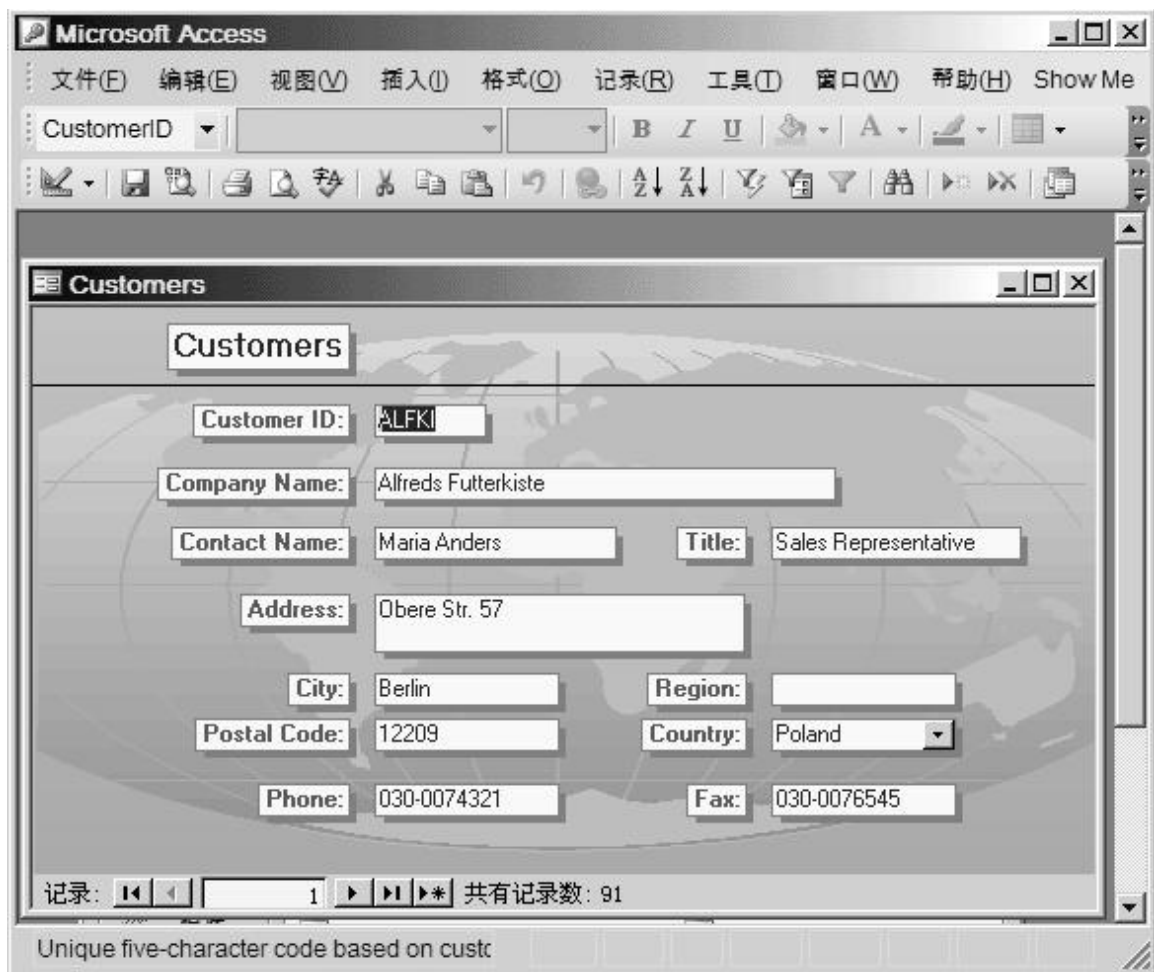 Microsoft Access
文件(F) 编辑(E) 视图(V) 插入(I) 格式(O) 记录(R) 工具(T) 窗口(W) 帮助(H) Show Me
CustomerID B I U A
Customers
Customers
Customer ID: ALFKI
Company Name: Alfreds Futterkiste
Contact Name: Maria Anders Title: Sales Representative
Address: Obere Str. 57
City: Berlin Region:
Postal Code: 12209 Country: Poland
Phone: 030-0074321 Fax: 030-0076545
记录: 1 共有记录数: 91
Unique five-character code based on custc